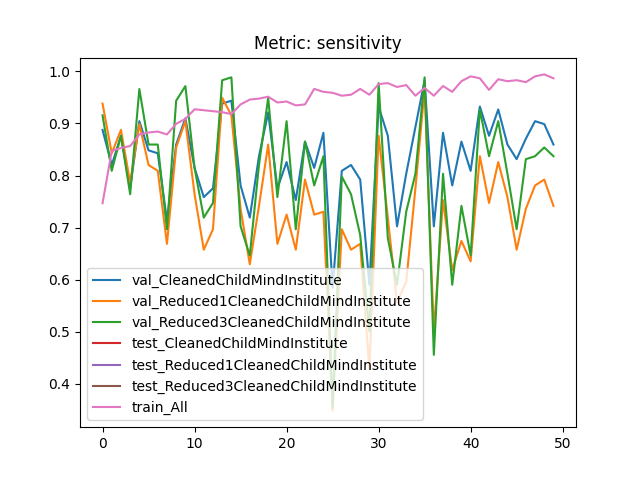 Metric: sensitivity
1.0
0.9
0.8
0.7
0.6
0.5
0.4
val_CleanedChildMindInstitute
val_Reduced1CleanedChildMindInstitute
val_Reduced3CleanedChildMindInstitute
test_CleanedChildMindInstitute
test_Reduced1CleanedChildMindInstitute
test_Reduced3CleanedChildMindInstitute
train_All
0 10 20 30 40 50